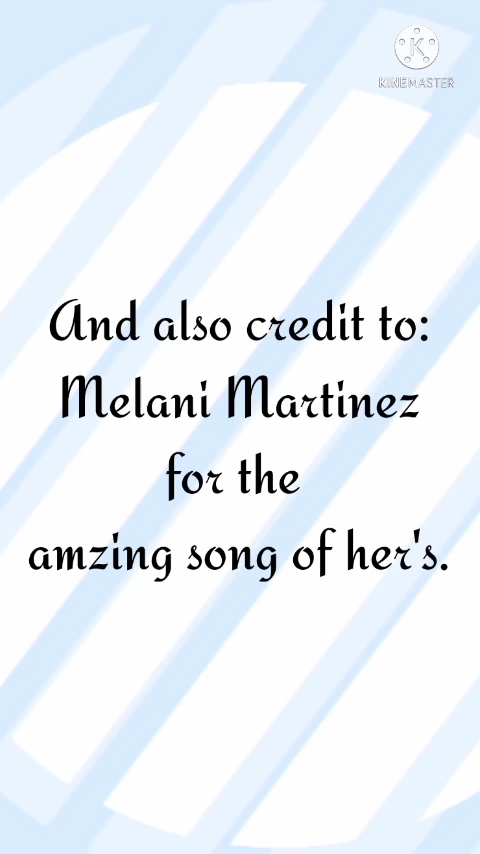 KINEMASTER
And also credit to:
Melani Martinez
for the
amzing song of her's.